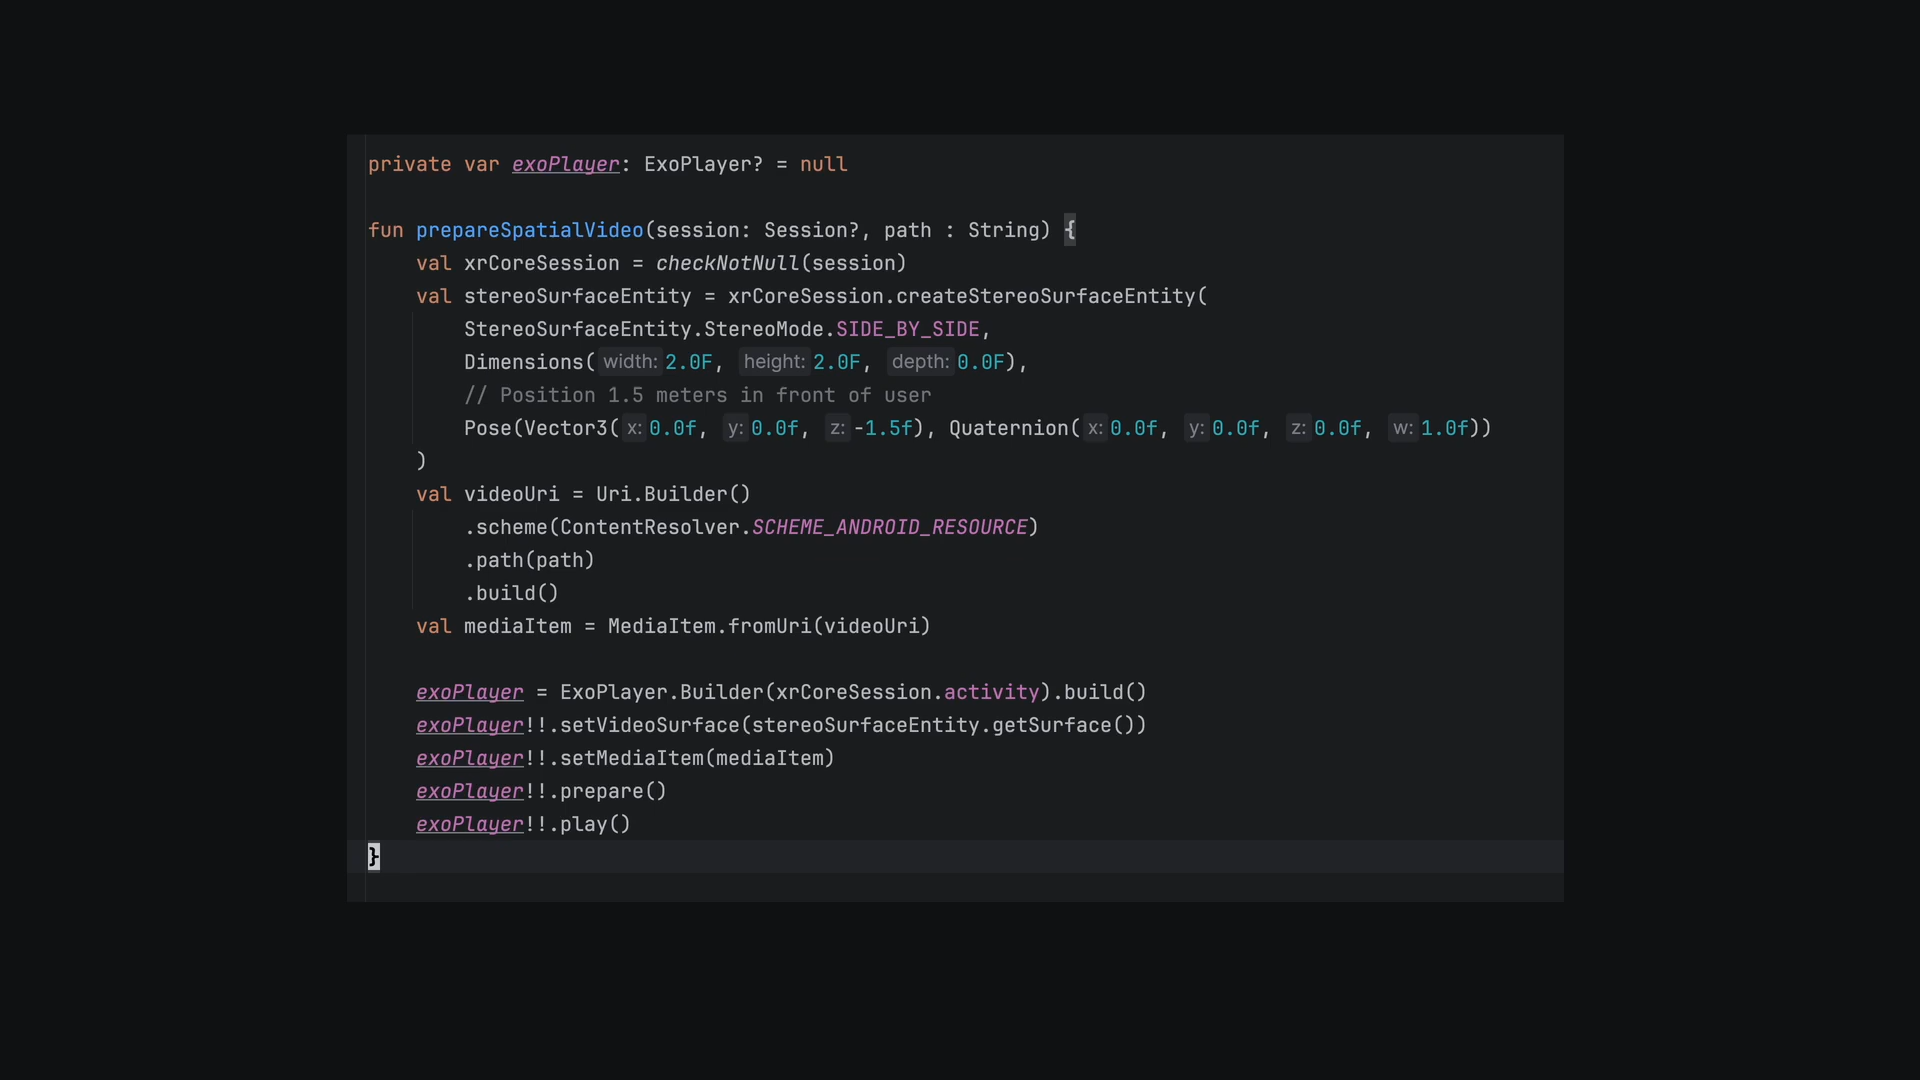 private var exoPlayer: ExoPlayer? = null
fun prepareSpatialVideo(session: Session?, path : String) {
val xrCoreSession = checkNotNull(session)
val stereoSurfaceEntity = xrCoreSession.createStereoSurfaceEntity(
StereoSurfaceEntity.StereoMode.SIDE_BY_SIDE,
Dimensions( width: 2.0F, height: 2.0F, depth: 0.0F),
// Position 1.5 meters in front of user
Pose(Vector3( x: 0.0f, y: 0.0f, z: -1.5f), Quaternion( x: 0.0f, y: 0.0f, z: 0.0f, w: 1.0f))
)
val videoUri = Uri.Builder()
.scheme(ContentResolver.SCHEME_ANDROID_RESOURCE)
.path(path)
.build()
val mediaItem = MediaItem.fromUri(videoUri)
exoPlayer = ExoPlayer.Builder(xrCoreSession.activity).build()
exoPlayer!!.setVideoSurface(stereoSurfaceEntity.getSurface())
exoPlayer!!.setMediaItem(mediaItem)
exoPlayer!!.prepare()
exoPlayer!!.play()
}